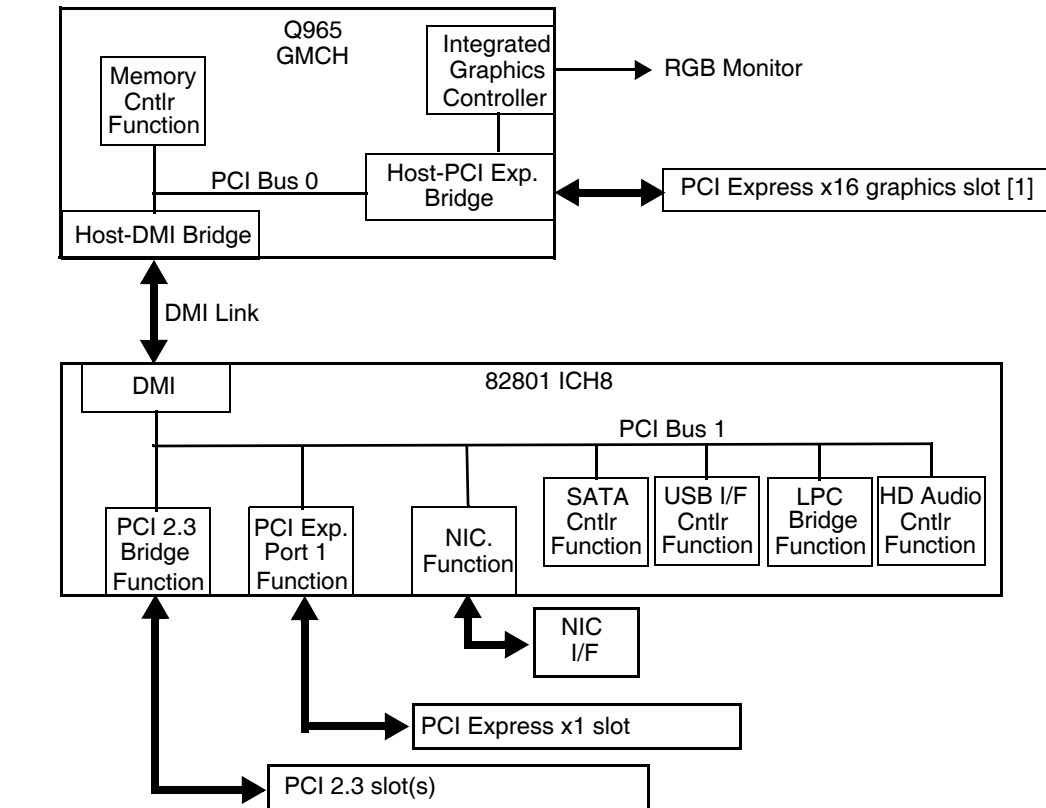 Q965
GMCH
Integrated
Graphics
Controller
RGB Monitor
Memory
Cntlr
Function
PCI Bus 0
Host-PCI Exp.
Bridge
PCI Express x16 graphics slot [1]
Host-DMI Bridge
DMI Link
DMI
82801 ICH8
PCI Bus 1
PCI 2.3
Bridge
Function
PCI Exp.
Port 1
Function
NIC.
Function
SATA
Cntlr
Function
USB I/F
Cntlr
Function
LPC
Bridge
Function
HD Audio
Cntlr
Function
NIC
I/F
PCI Express x1 slot
PCI 2.3 slot(s)